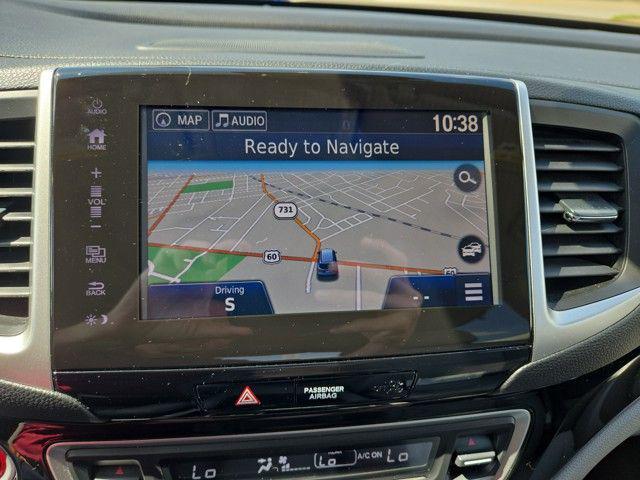 MAP AUDIO 10:38
AUDIO
Ready to Navigate
HOME
VOL
731
60
60
MENU
Driving
S
--
BACK
PASSENGER
AIRBAG
Lo Lo A/C ON Lo